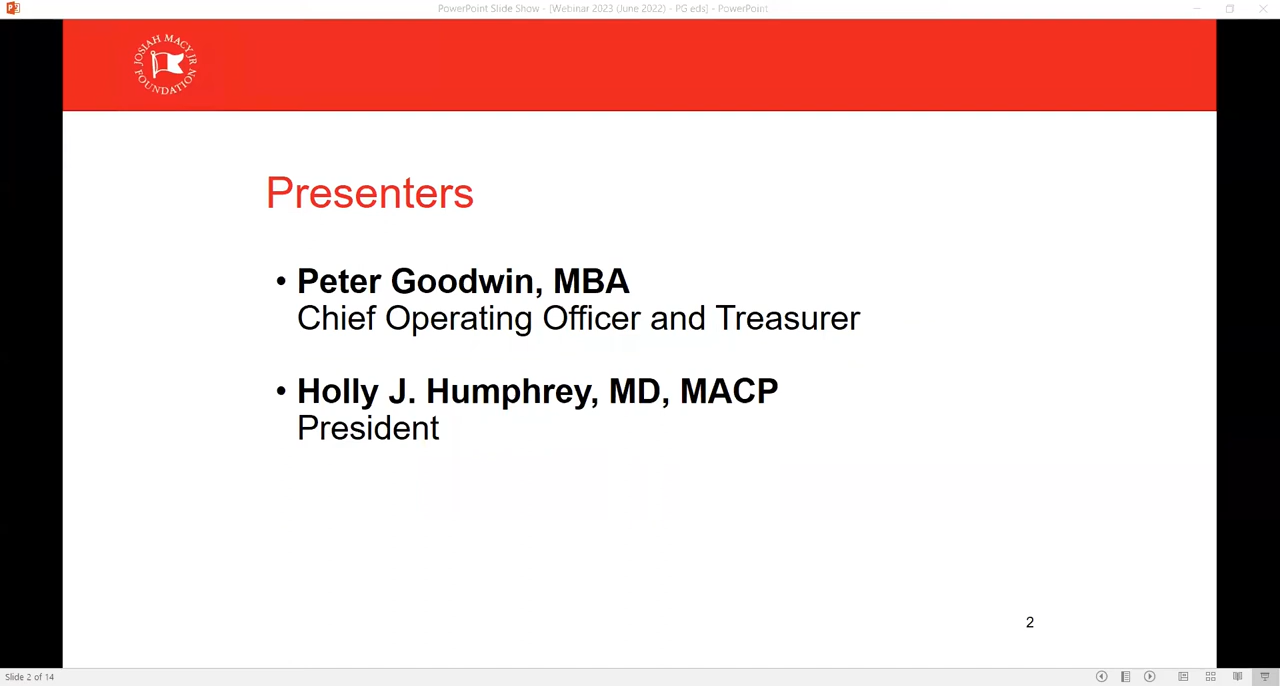 PowerPoint Slide Show - [Webinar 2023 (June 2022) - PG eds] - PowerPoint
JOSIAH MACY JR
FOUNDATION
Presenters
• Peter Goodwin, MBA
Chief Operating Officer and Treasurer
• Holly J. Humphrey, MD, MACP
President
2
Slide 2 of 14